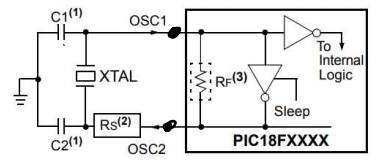 C1(1)
OSC1
To
Internal
Logic
XTAL
RF(3)
Sleep
RS(2)
C2(1)
OSC2
PIC18FXXXX